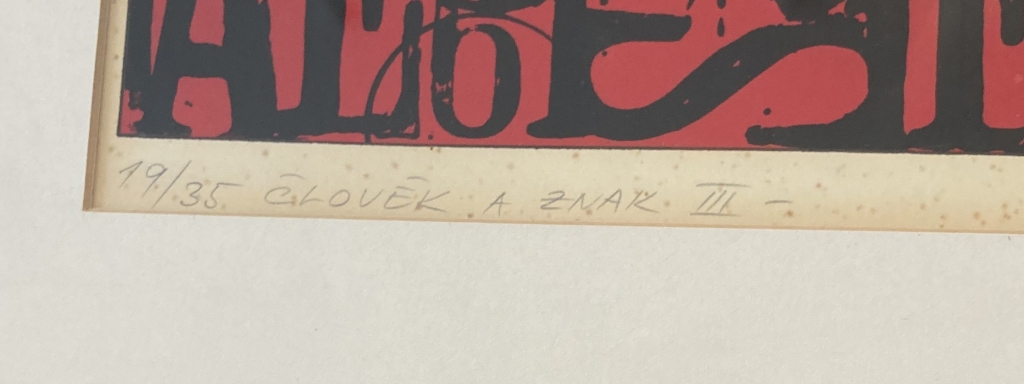 19/35 ČLOVĚK A ZNAK III –